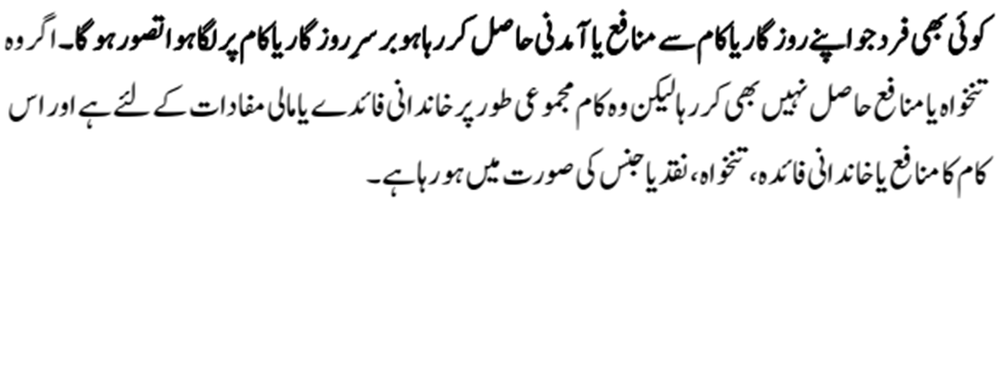 کوئی بھی فرد جو اپنے روزگار یا کام سے منافع یا آمدنی حاصل کر رہا ہو برسرِ روزگار یا کام پر لگا ہوا تصور ہو گا۔ اگر وہ
تنخواہ یا منافع حاصل نہیں بھی کر رہا لیکن وہ کام مجموعی طور پر خاندانی فائدے یا مالی مفادات کے لئے ہے اور اس
کام کا منافع یا خاندانی فائدہ، تنخواہ، نقد یا جنس کی صورت میں ہو رہا ہے۔